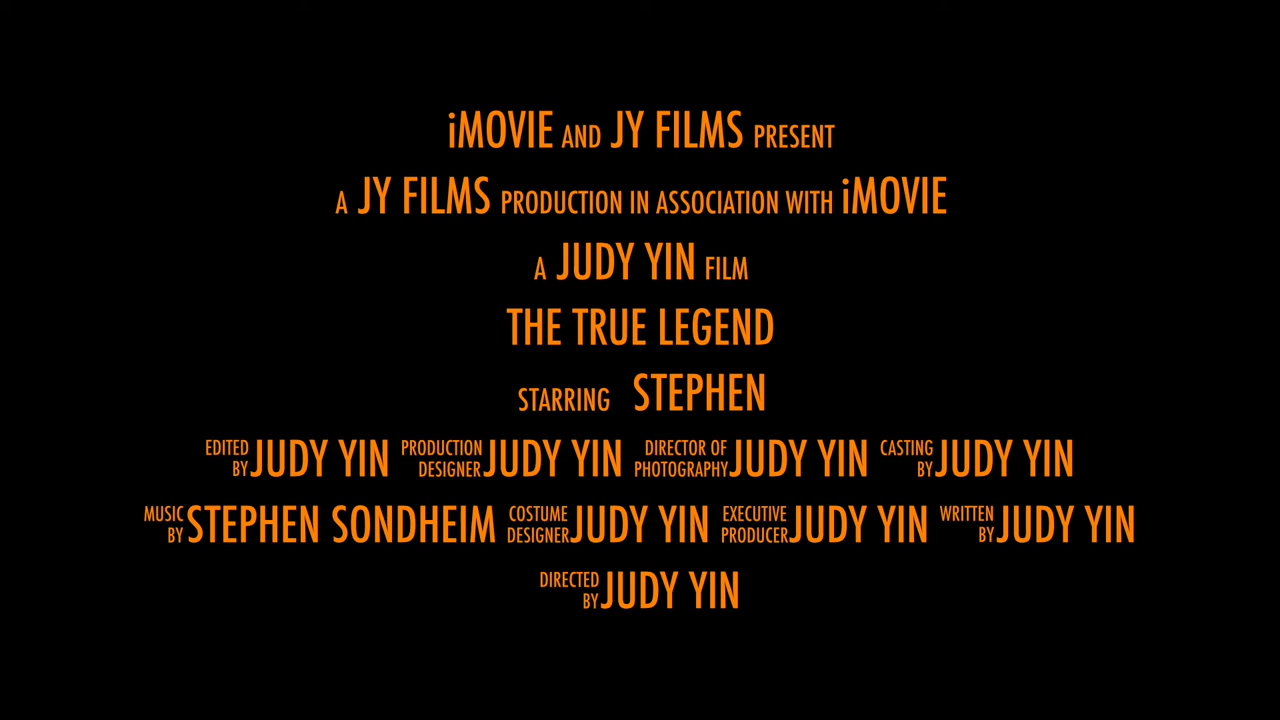 iMOVIE AND JY FILMS PRESENT
A JY FILMS PRODUCTION IN ASSOCIATION WITH iMOVIE
A JUDY YIN FILM
THE TRUE LEGEND
STARRING STEPHEN
EDITED BY JUDY YIN PRODUCTION DESIGNER JUDY YIN DIRECTOR OF PHOTOGRAPHY JUDY YIN CASTING BY JUDY YIN
MUSIC BY STEPHEN SONDHEIM COSTUME DESIGNER JUDY YIN EXECUTIVE PRODUCER JUDY YIN WRITTEN BY JUDY YIN
DIRECTED BY JUDY YIN